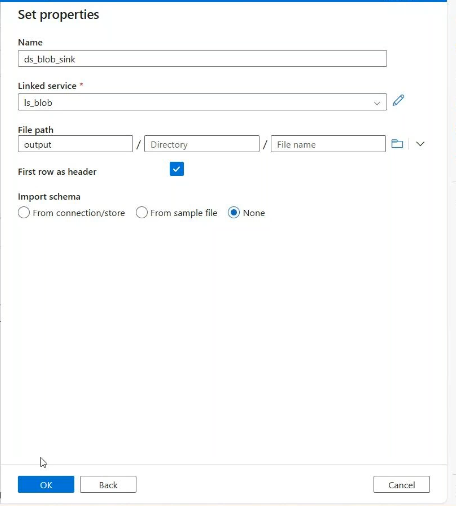 Set properties
Name
ds_blob_sink
Linked service *
ls_blob
File path
output / Directory / File name
First row as header
Import schema
From connection/store From sample file None
OK Back Cancel